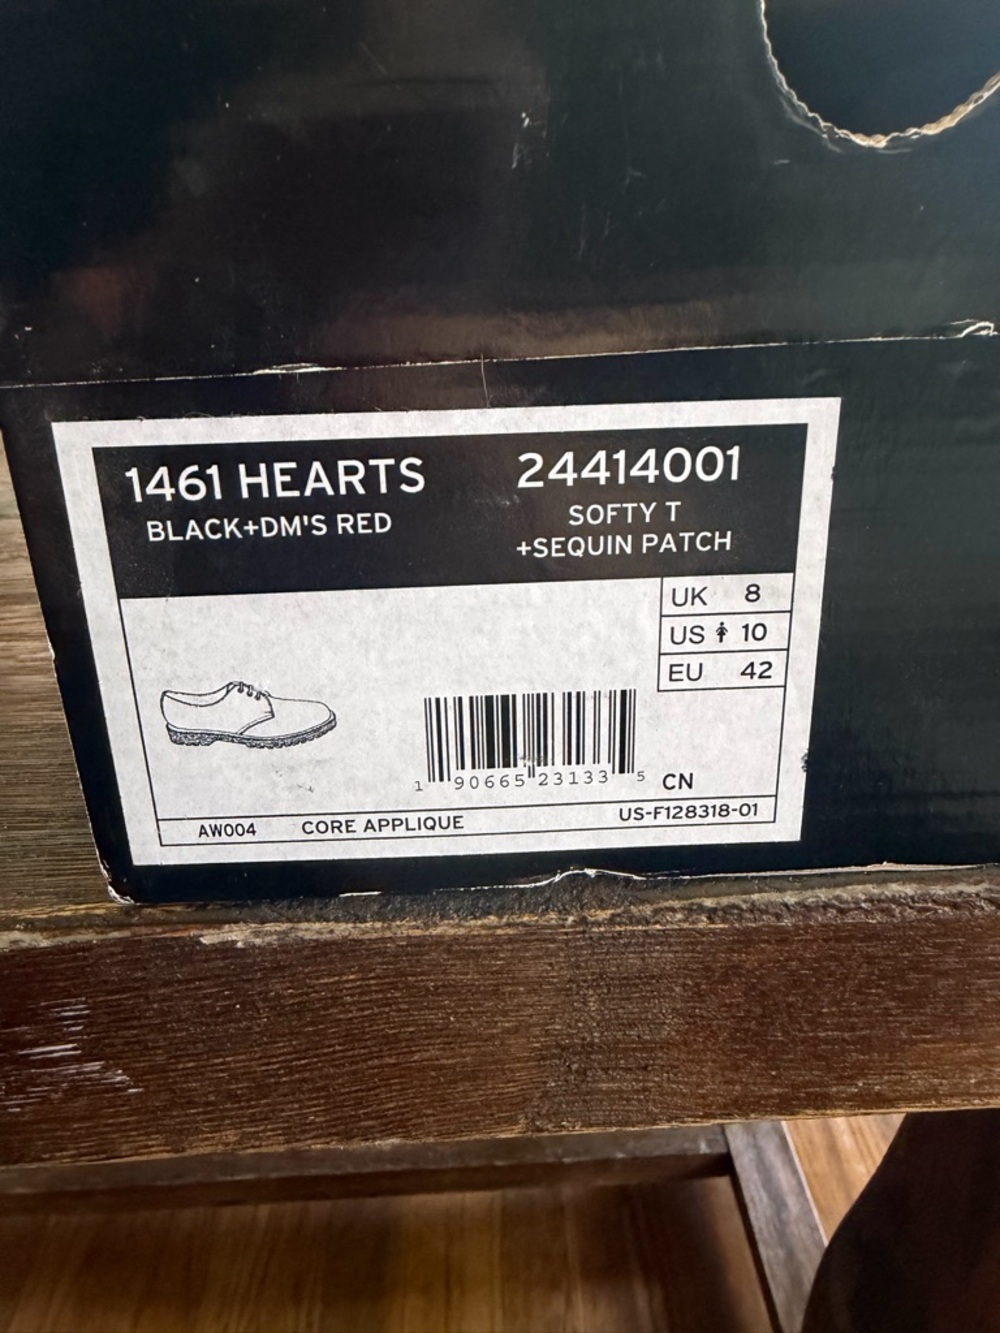 1461 HEARTS
BLACK+DM'S RED
24414001
SOFTY T
+SEQUIN PATCH
UK 8
US 10
EU 42
1 90665 23133 5
CN
AW004 CORE APPLIQUE US-F128318-01